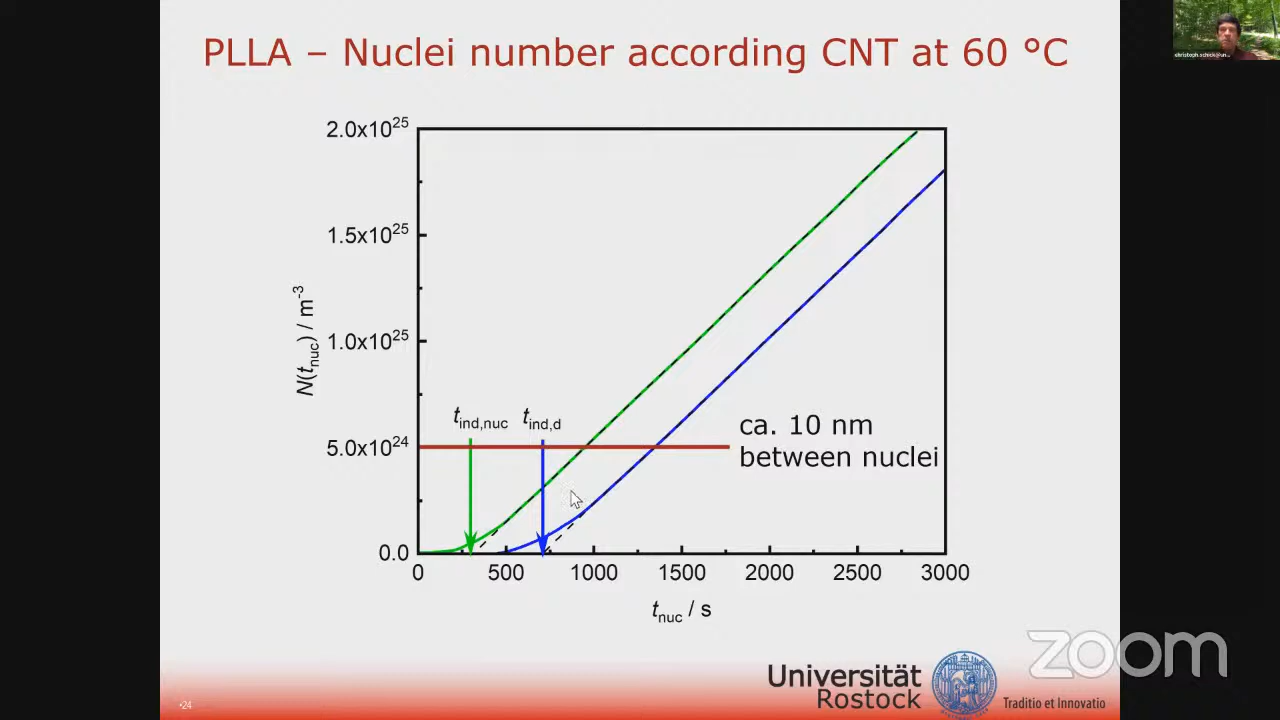 PLLA – Nuclei number according CNT at 60 °C
2.0x10²⁵
1.5x10²⁵
1.0x10²⁵
5.0x10²⁴
0.0
N(t_nuc) / m⁻³
t_ind,nuc
t_ind,d
ca. 10 nm
between nuclei
0 500 1000 1500 2000 2500 3000
t_nuc / s
zoom
Universität
Rostock
Traditio et Innovatio
•24